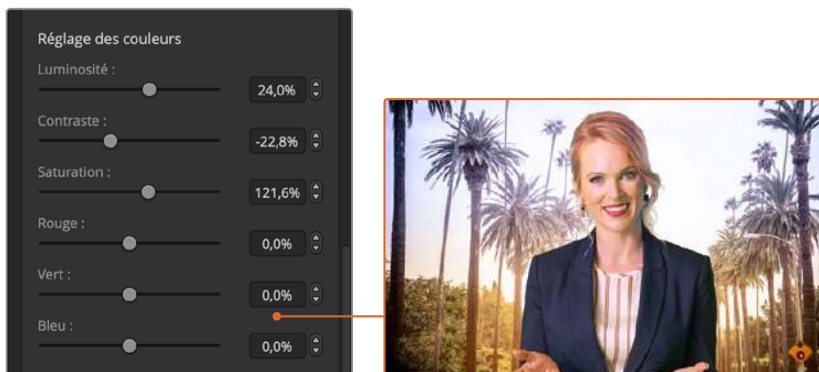 Réglage des couleurs
Luminosité :
24,0%
Contraste :
-22,8%
Saturation :
121,6%
Rouge :
0,0%
Vert :
0,0%
Bleu :
0,0%